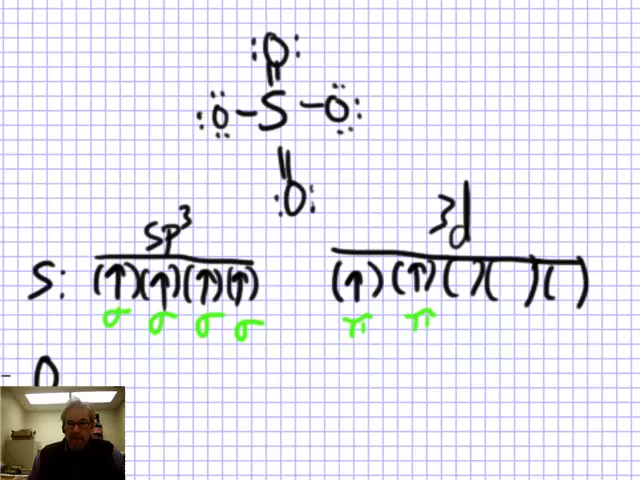 :O:
:Ö-S-Ö:
:O:
sp³ 3d
S: (↑)(↑)(↑)(↑) (↑)(↑)( )( )( )
σ σ σ σ π π
O